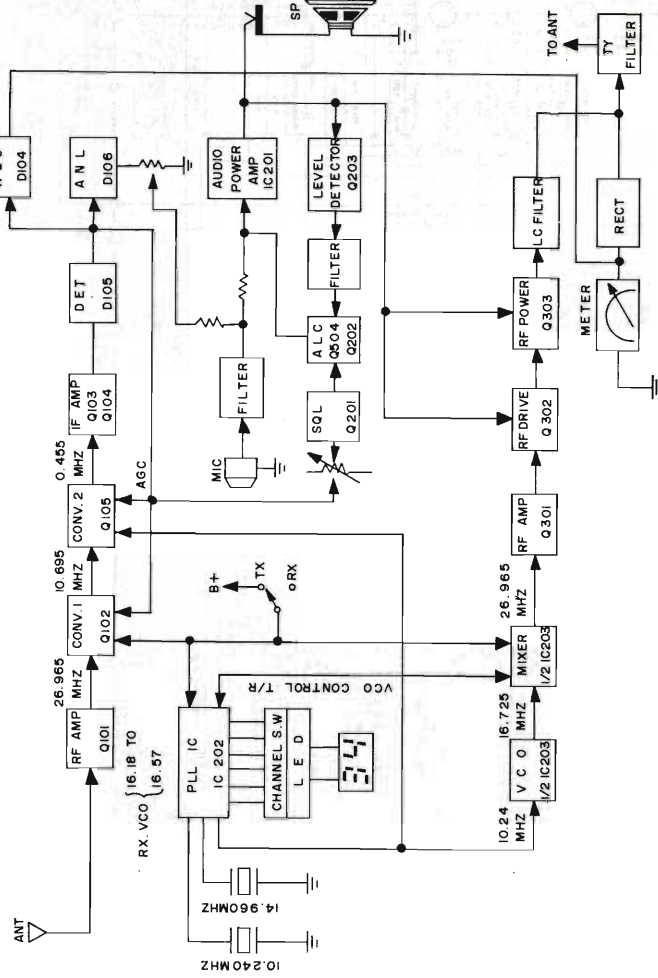 ANT
RF AMP
Q101
26.965
MHZ
CONV. 1
Q102
10.695
MHZ
CONV. 2
Q105
0.455
MHZ
IF AMP
Q103
Q104
DET
D105
D104
A N L
D106
AGC
MIC
FILTER
AUDIO
POWER
AMP
IC201
SP
SQL
Q201
ALC
Q504
Q202
FILTER
LEVEL
DETECTOR
Q203
B+
TX
RX
RX. VCO
16.18 TO
16.57
PLL IC
IC 202
CHANNEL S.W
L E D
VCO CONTROL T/R
10.240MHZ
14.960MHZ
10.24
MHZ
V C O
1/2 IC203
16.725
MHZ
MIXER
1/2 IC203
26.965
MHZ
RF AMP
Q301
RF DRIVE
Q302
RF POWER
Q303
LC FILTER
RECT
METER
TY
FILTER
TO ANT